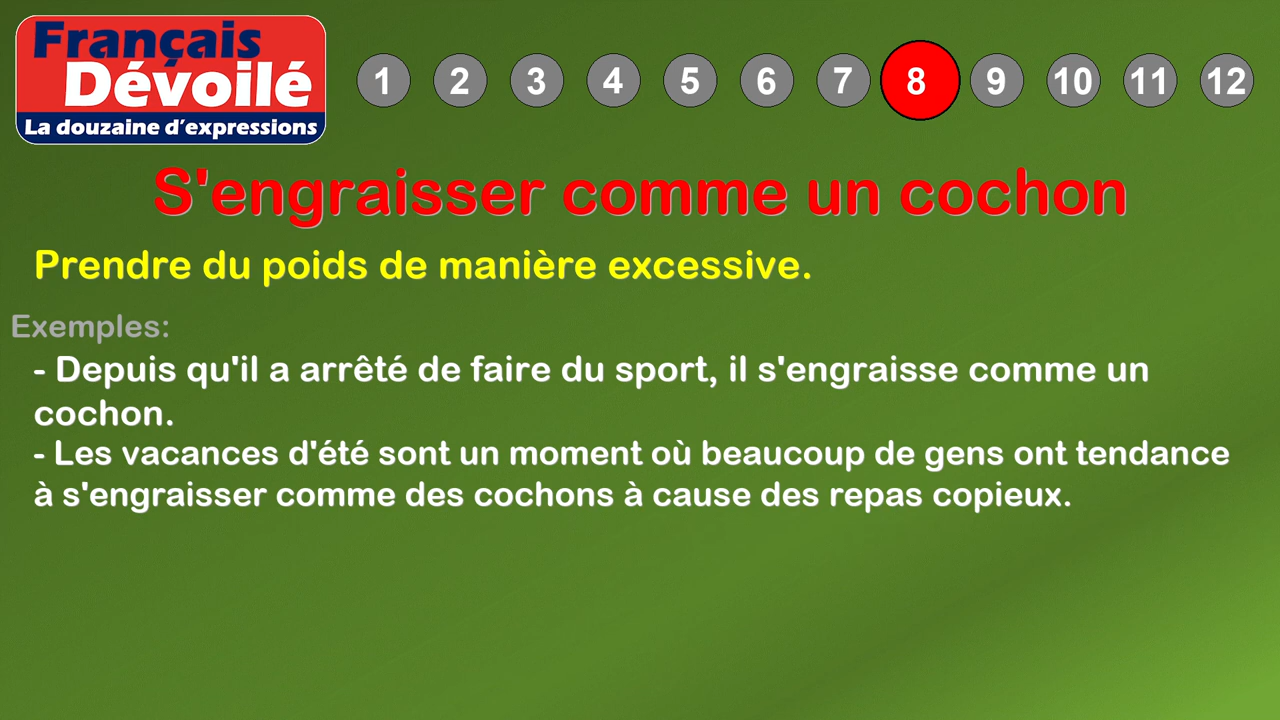 Français
Dévoilé
La douzaine d'expressions
1 2 3 4 5 6 7 8 9 10 11 12
S'engraisser comme un cochon
Prendre du poids de manière excessive.
Exemples:
- Depuis qu'il a arrêté de faire du sport, il s'engraisse comme un
cochon.
- Les vacances d'été sont un moment où beaucoup de gens ont tendance
à s'engraisser comme des cochons à cause des repas copieux.